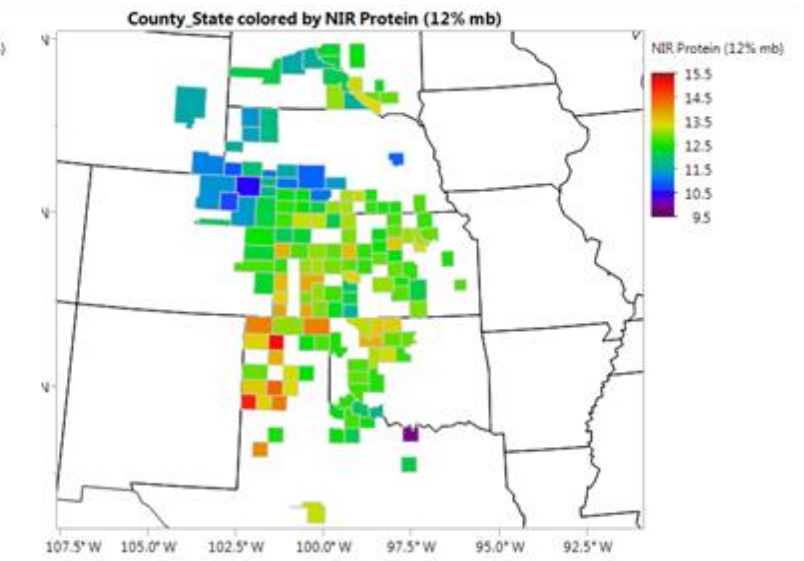 County_State colored by NIR Protein (12% mb)
)
NIR Protein (12% mb)
15.5
14.5
13.5
12.5
11.5
10.5
9.5
N
N
N
107.5°W 105.0°W 102.5°W 100.0°W 97.5°W 95.0°W 92.5°W